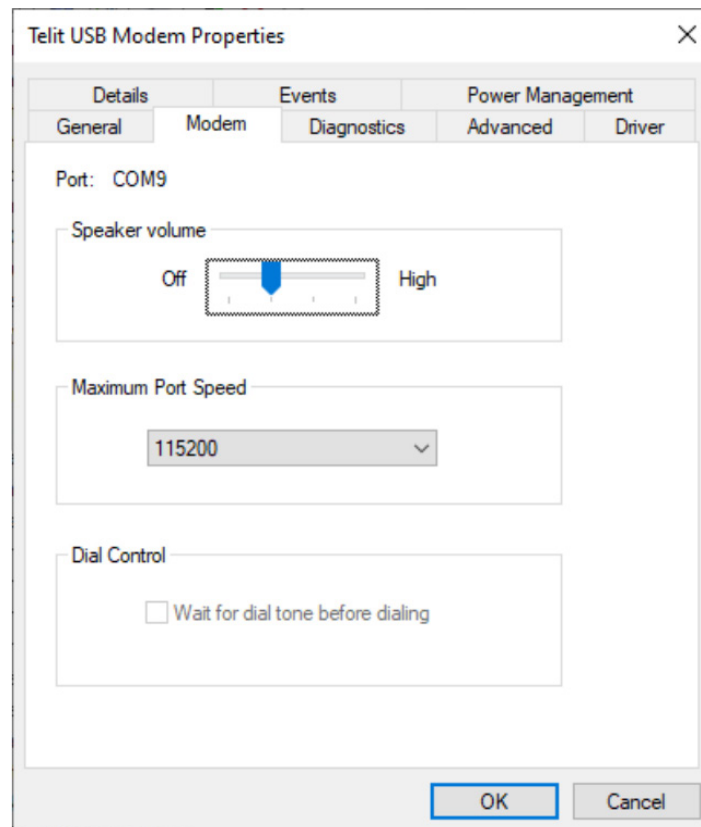 Telit USB Modem Properties
Details Events Power Management
General Modem Diagnostics Advanced Driver
Port: COM9
Speaker volume
Off High
Maximum Port Speed
115200
Dial Control
Wait for dial tone before dialing
OK Cancel